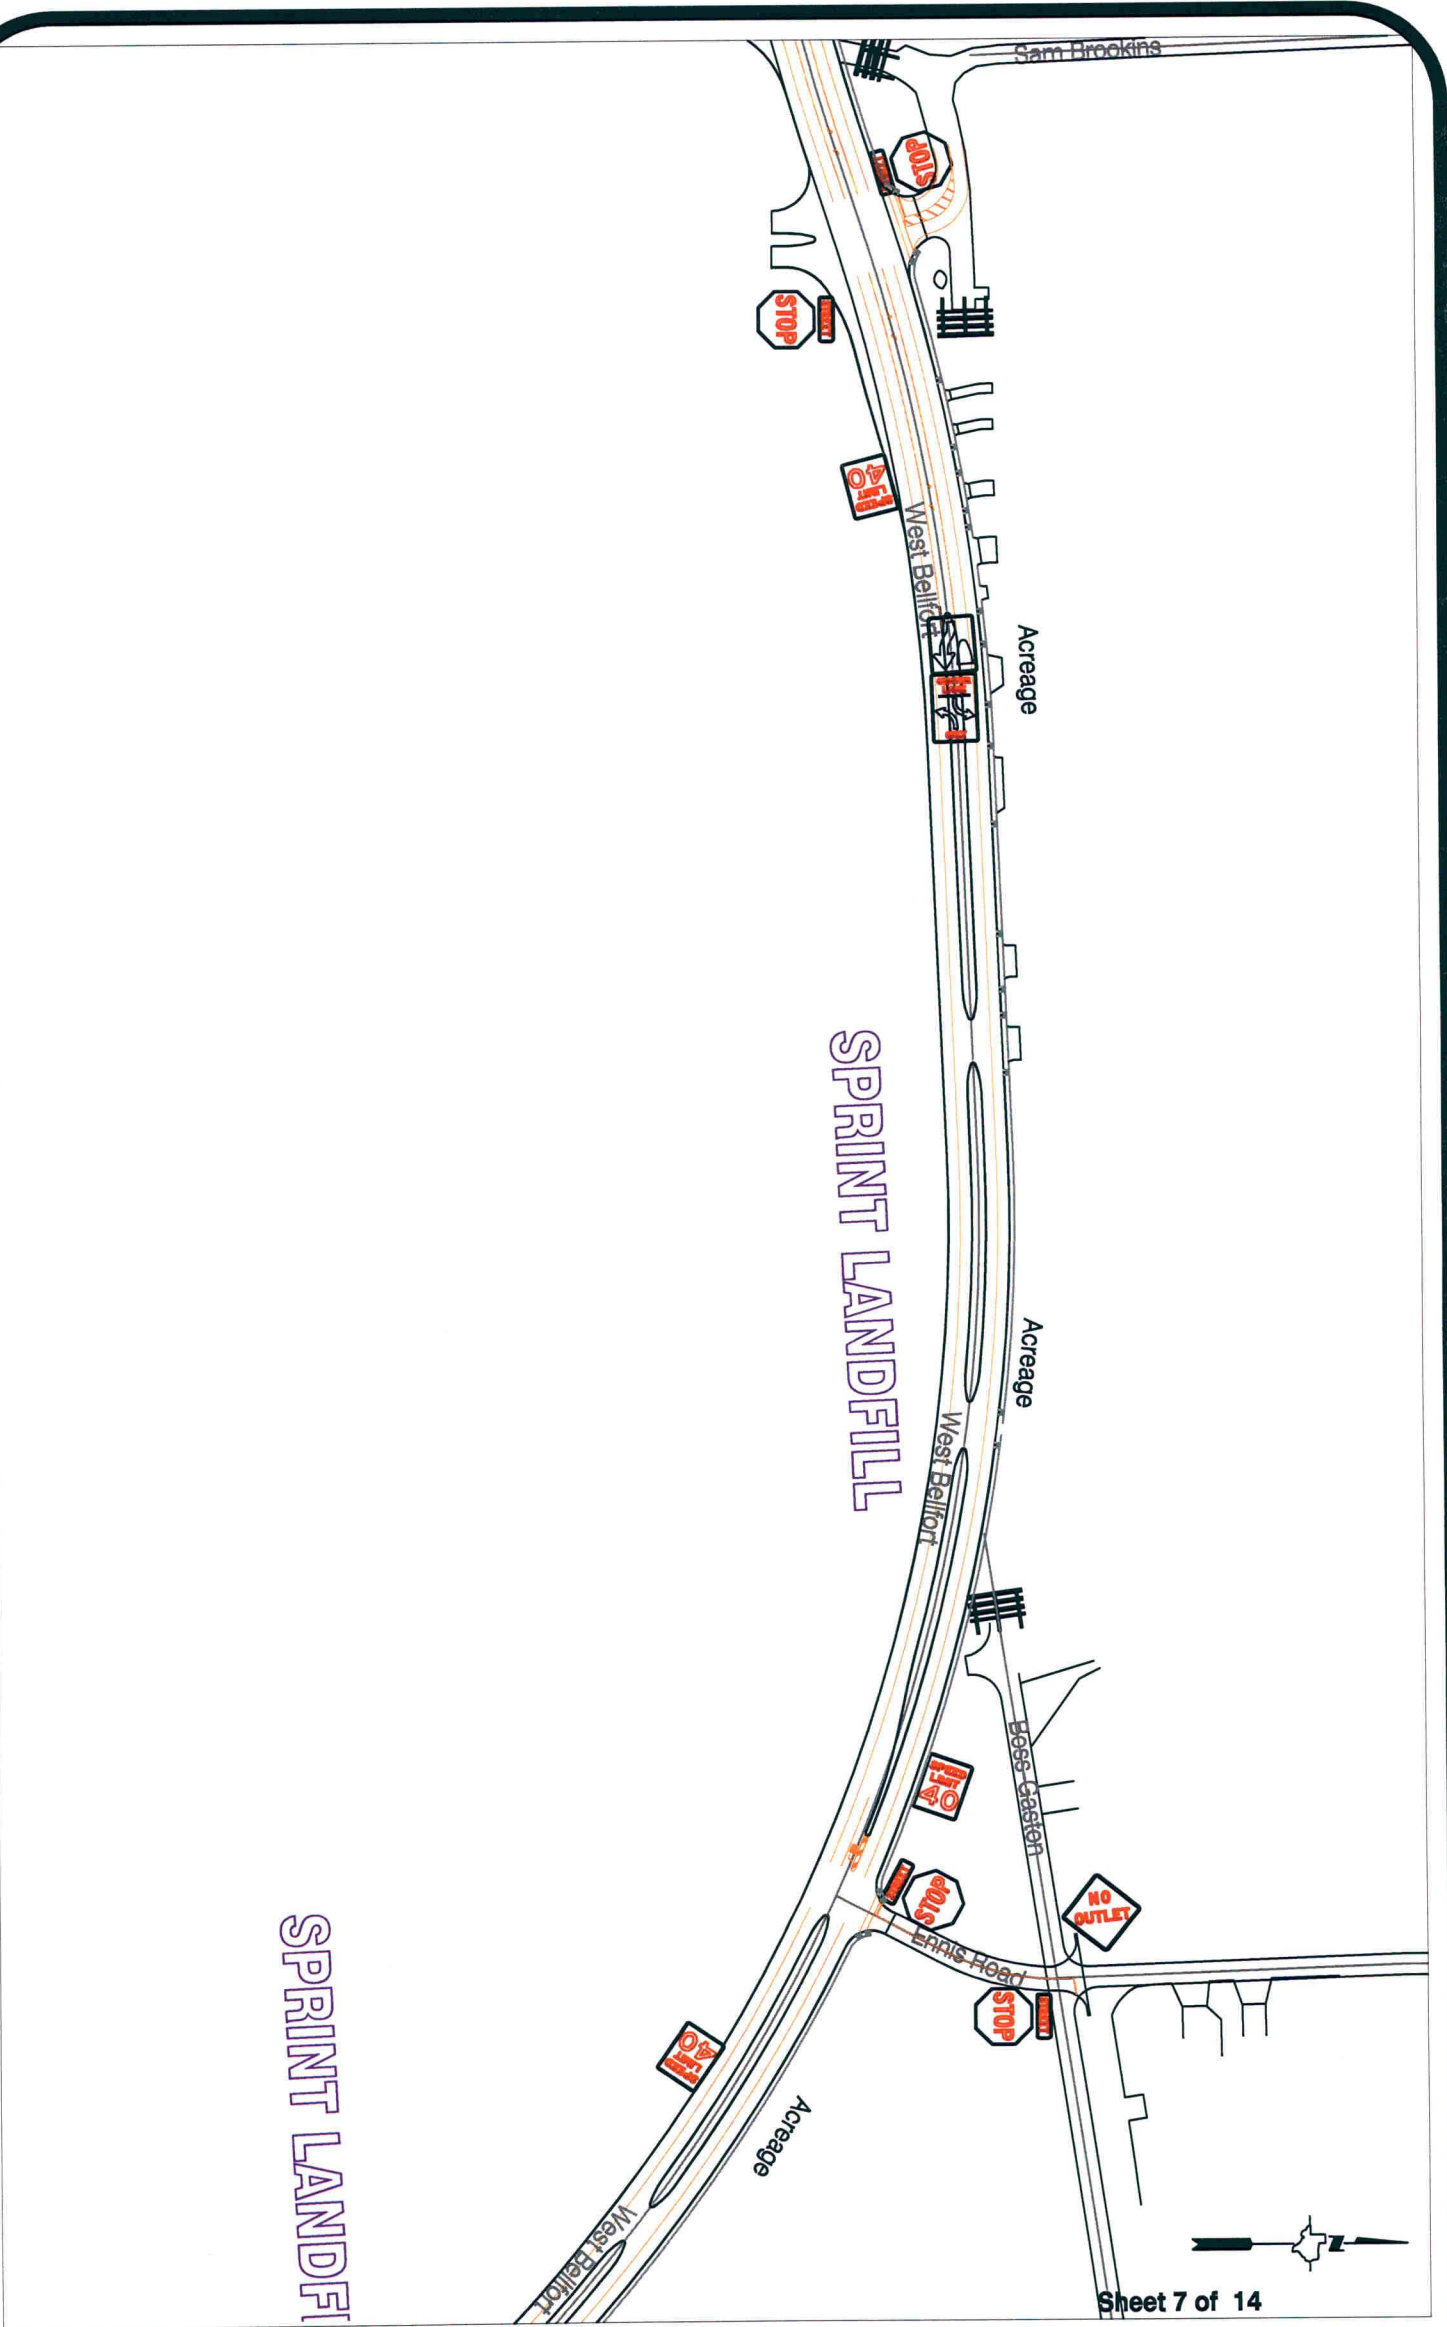 Sam Brookins
STOP
STOP
SPEED
LIMIT
40
West Bellfort
Acreage
SPRINT LANDFILL
Acreage
West Bellfort
Boss Gaston
SPEED
LIMIT
40
STOP
NO
OUTLET
Ennis Road
STOP
SPEED
LIMIT
40
SPRINT LANDFI
Acreage
West Bellfort
N
Sheet 7 of 14